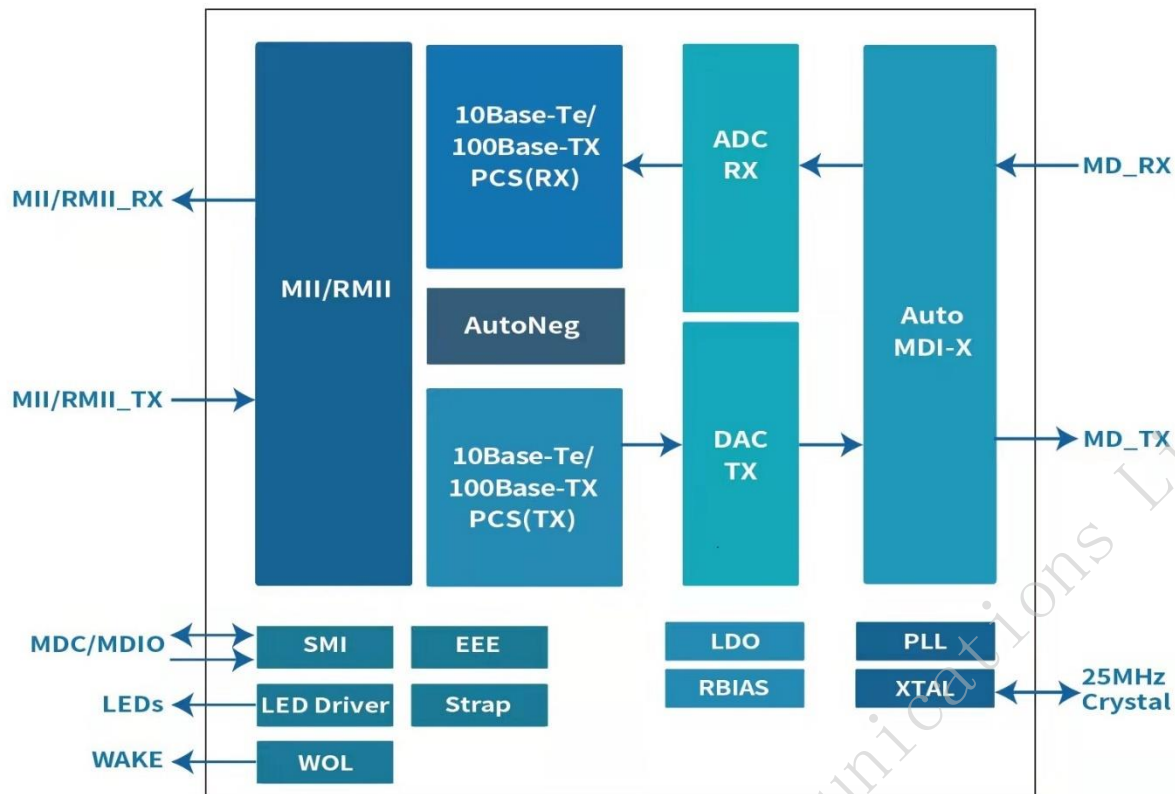 10Base-Te/
100Base-TX
PCS(RX)
ADC
RX
MD_RX
MII/RMII_RX
MII/RMII
AutoNeg
Auto
MDI-X
MII/RMII_TX
10Base-Te/
100Base-TX
PCS(TX)
DAC
TX
MD_TX
MDC/MDIO
SMI
EEE
LDO
PLL
LEDs
LED Driver
Strap
RBIAS
XTAL
25MHz
Crystal
WAKE
WOL